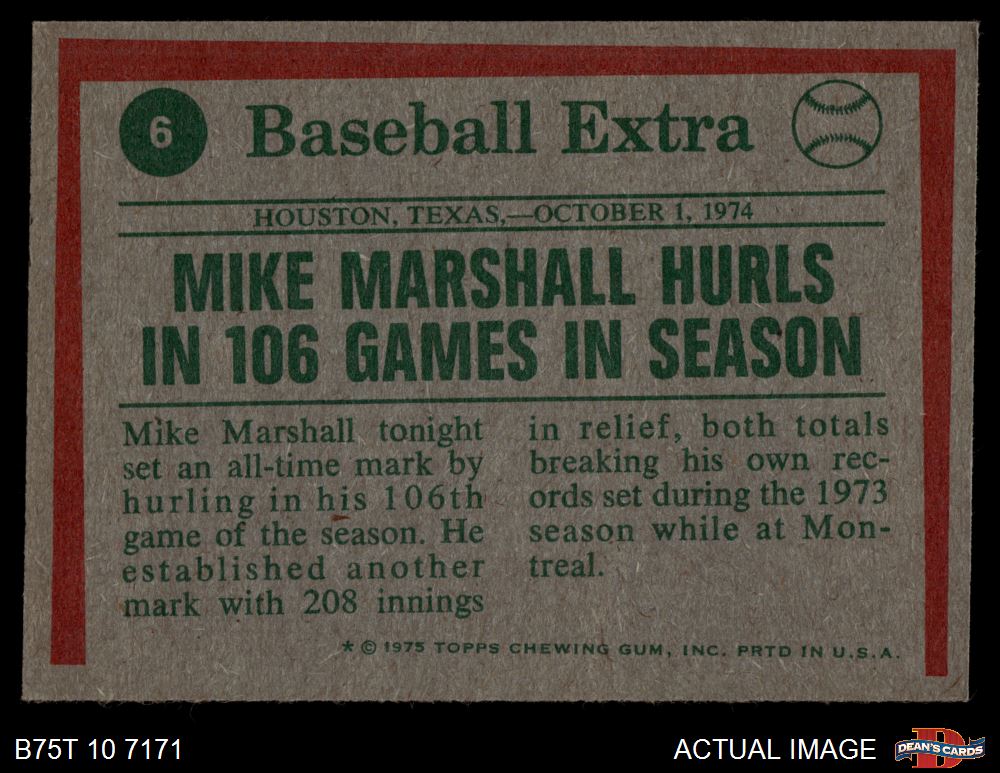 6
Baseball Extra
HOUSTON, TEXAS,—OCTOBER 1, 1974
MIKE MARSHALL HURLS
IN 106 GAMES IN SEASON
Mike Marshall tonight
set an all-time mark by
hurling in his 106th
game of the season. He
established another
mark with 208 innings
in relief, both totals
breaking his own rec-
ords set during the 1973
season while at Mon-
treal.
* © 1975 TOPPS CHEWING GUM, INC. PRTD IN U.S.A.
B75T 10 7171
ACTUAL IMAGE
D
DEAN'S CARDS